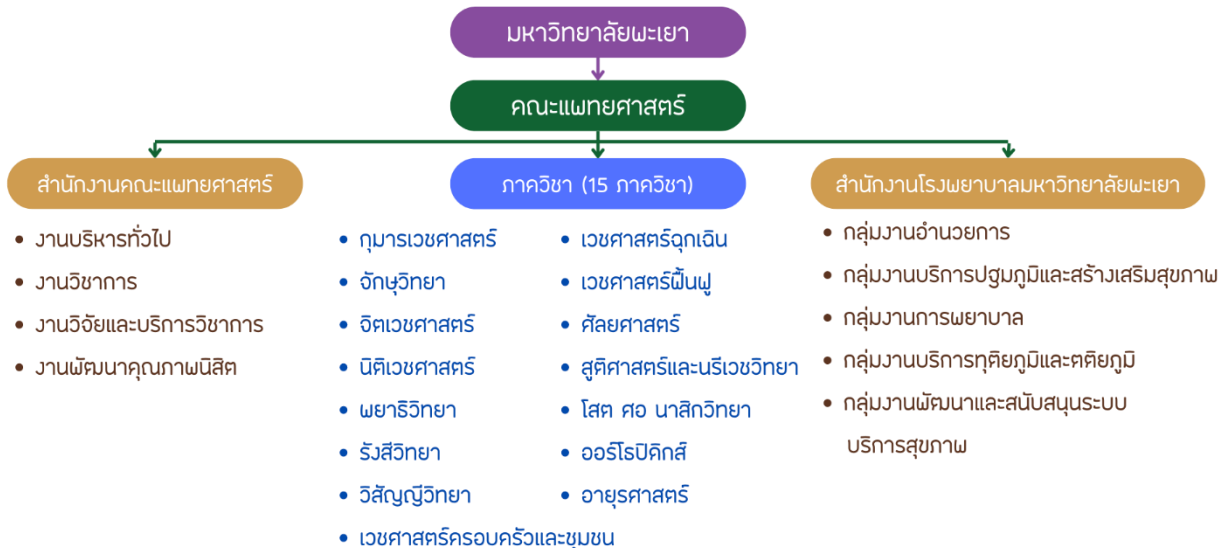 มหาวิทยาลัยพะเยา
คณะแพทยศาสตร์
สำนักงานคณะแพทยศาสตร์
• งานบริหารทั่วไป
• งานวิชาการ
• งานวิจัยและบริการวิชาการ
• งานพัฒนาคุณภาพนิสิต
ภาควิชา (15 ภาควิชา)
• กุมารเวชศาสตร์
• จักษุวิทยา
• จิตเวชศาสตร์
• นิติเวชศาสตร์
• พยาธิวิทยา
• รังสีวิทยา
• วิสัญญีวิทยา
• เวชศาสตร์ครอบครัวและชุมชน
• เวชศาสตร์ฉุกเฉิน
• เวชศาสตร์ฟื้นฟู
• ศัลยศาสตร์
• สูติศาสตร์และนรีเวชวิทยา
• โสต ศอ นาสิกวิทยา
• ออร์โธปิดิกส์
• อายุรศาสตร์
สำนักงานโรงพยาบาลมหาวิทยาลัยพะเยา
• กลุ่มงานอำนวยการ
• กลุ่มงานบริการปฐมภูมิและสร้างเสริมสุขภาพ
• กลุ่มงานการพยาบาล
• กลุ่มงานบริการทุติยภูมิและตติยภูมิ
• กลุ่มงานพัฒนาและสนับสนุนระบบ
บริการสุขภาพ